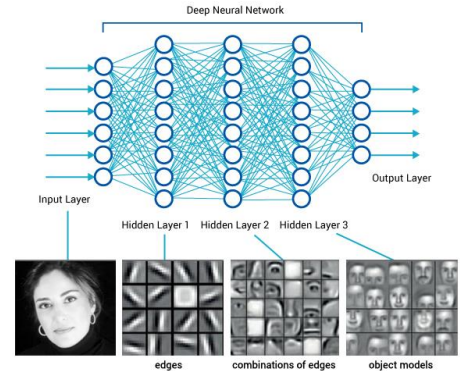 Deep Neural Network
Input Layer
Output Layer
Hidden Layer 1
Hidden Layer 2
Hidden Layer 3
edges
combinations of edges
object models